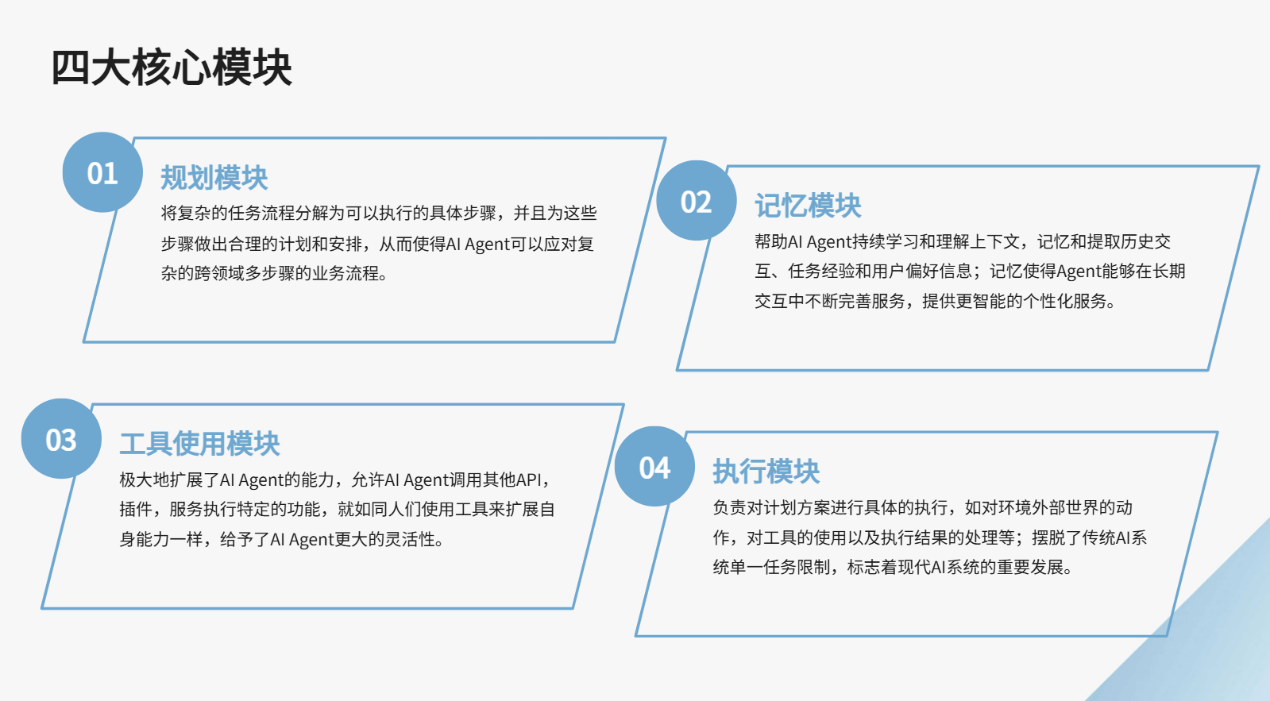 四大核心模块
01
规划模块
将复杂的任务流程分解为可以执行的具体步骤，并且为这些
步骤做出合理的计划和安排，从而使得AI Agent可以应对复
杂的跨领域多步骤的业务流程。
02
记忆模块
帮助AI Agent持续学习和理解上下文，记忆和提取历史交
互、任务经验和用户偏好信息；记忆使得Agent能够在长期
交互中不断完善服务，提供更智能的个性化服务。
03
工具使用模块
极大地扩展了AI Agent的能力，允许AI Agent调用其他API，
插件，服务执行特定的功能，就如同人们使用工具来扩展自
身能力一样，给予了AI Agent更大的灵活性。
04
执行模块
负责对计划方案进行具体的执行，如对环境外部世界的动
作，对工具的使用以及执行结果的处理等；摆脱了传统AI系
统单一任务限制，标志着现代AI系统的重要发展。